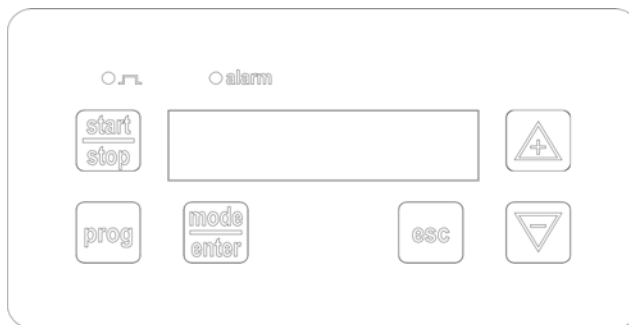 alarm
start
stop
+
prog
mode
enter
esc
-